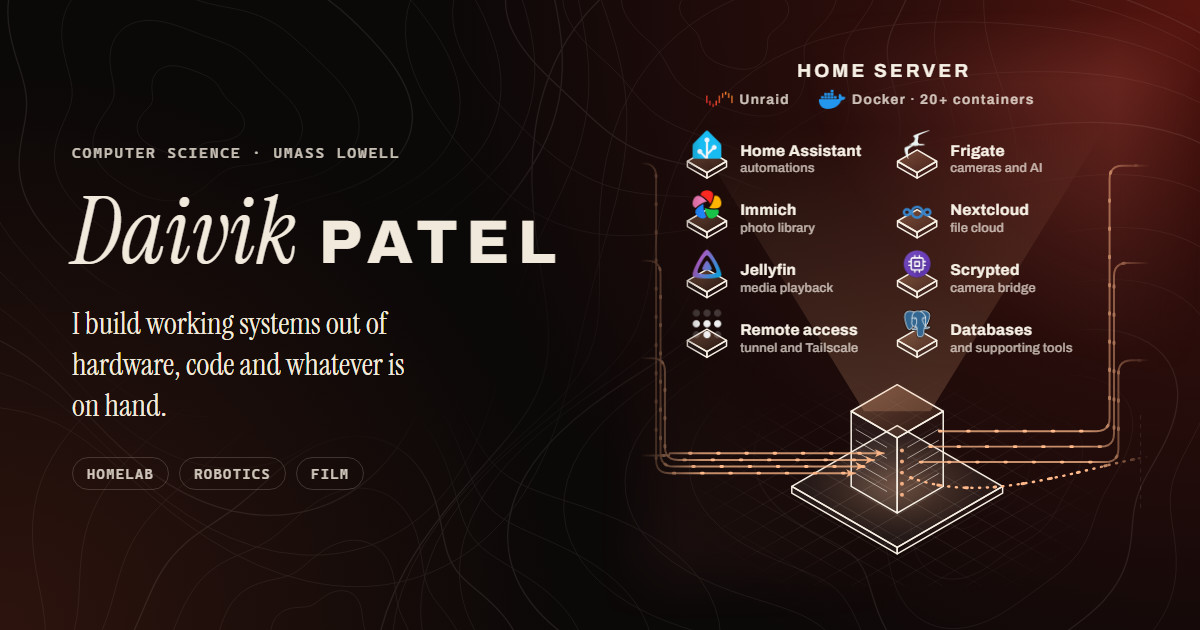 COMPUTER SCIENCE · UMASS LOWELL
Daivik PATEL
I build working systems out of
hardware, code and whatever is
on hand.
HOMELAB
ROBOTICS
FILM
HOME SERVER
Unraid
Docker · 20+ containers
Home Assistant
automations
Frigate
cameras and AI
Immich
photo library
Nextcloud
file cloud
Jellyfin
media playback
Scrypted
camera bridge
Remote access
tunnel and Tailscale
Databases
and supporting tools